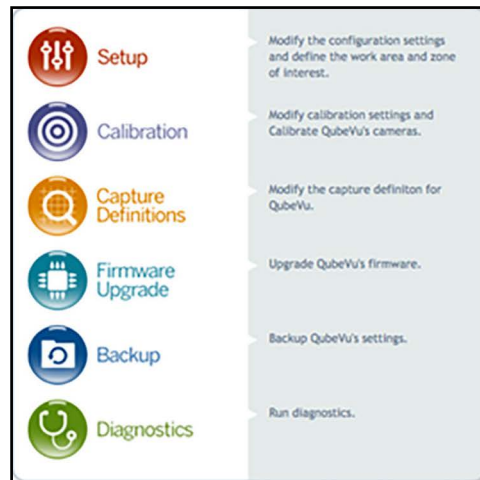 Setup
Modify the configuration settings
and define the work area and zone
of interest.
Calibration
Modify calibration settings and
Calibrate QubeVu's cameras.
Capture
Definitions
Modify the capture definiton for
QubeVu.
Firmware
Upgrade
Upgrade QubeVu's firmware.
Backup
Backup QubeVu's settings.
Diagnostics
Run diagnostics.